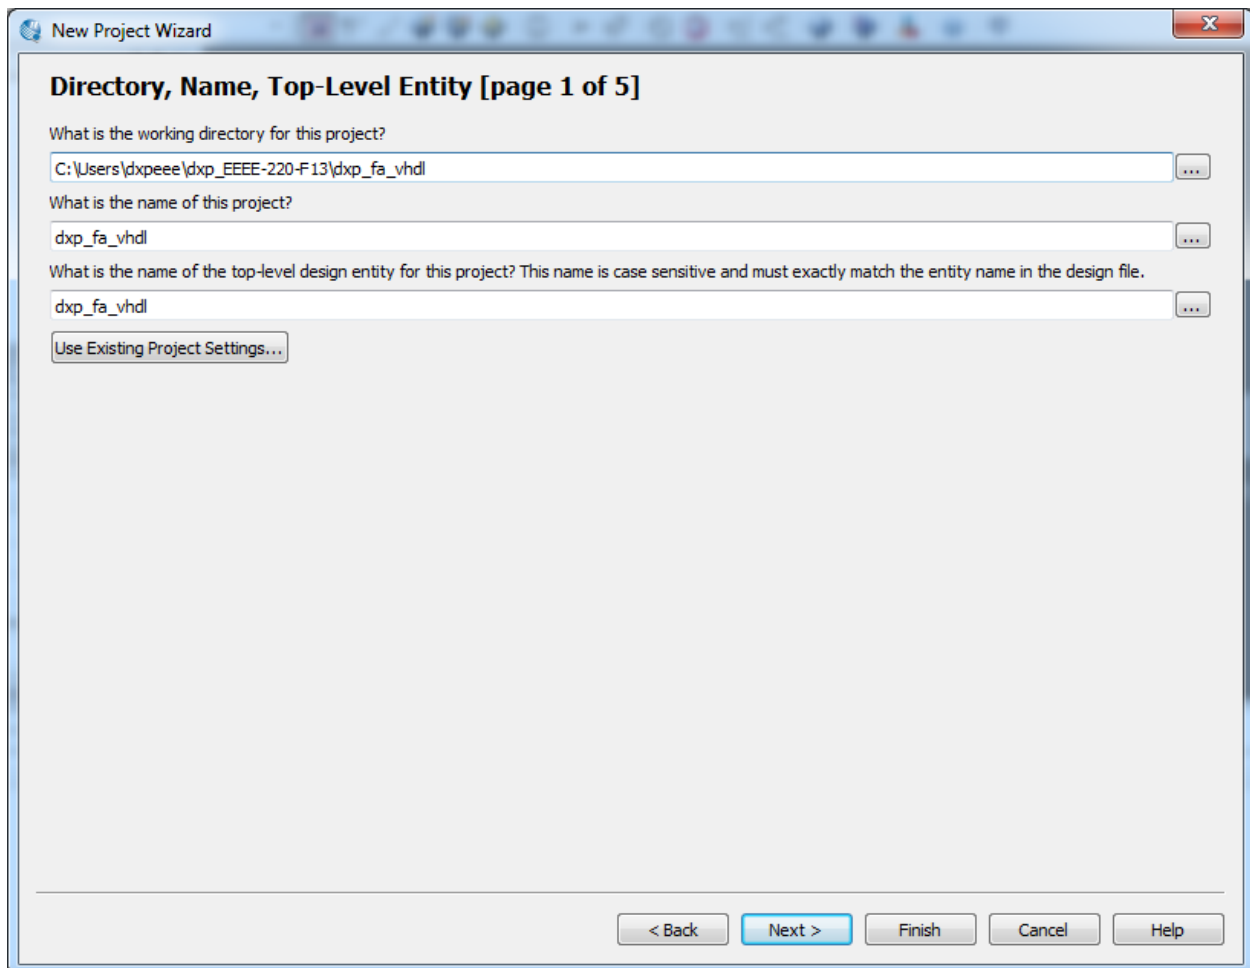 New Project Wizard
Directory, Name, Top-Level Entity [page 1 of 5]
What is the working directory for this project?
C:\Users\dxpeee\dxp_EEEE-220-F13\dxp_fa_vhdl
...
What is the name of this project?
dxp_fa_vhdl
...
What is the name of the top-level design entity for this project? This name is case sensitive and must exactly match the entity name in the design file.
dxp_fa_vhdl
...
Use Existing Project Settings...
< Back Next > Finish Cancel Help